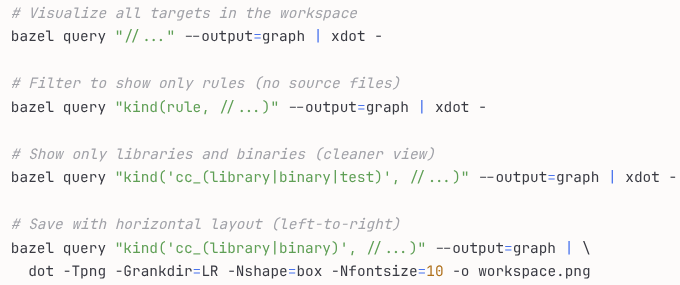 # Visualize all targets in the workspace
bazel query "//..." --output=graph | xdot -
# Filter to show only rules (no source files)
bazel query "kind(rule, //...)" --output=graph | xdot -
# Show only libraries and binaries (cleaner view)
bazel query "kind('cc_(library|binary|test)', //...)" --output=graph | xdot -
# Save with horizontal layout (left-to-right)
bazel query "kind('cc_(library|binary)', //...)" --output=graph | \
dot -Tpng -Grankdir=LR -Nshape=box -Nfontsize=10 -o workspace.png